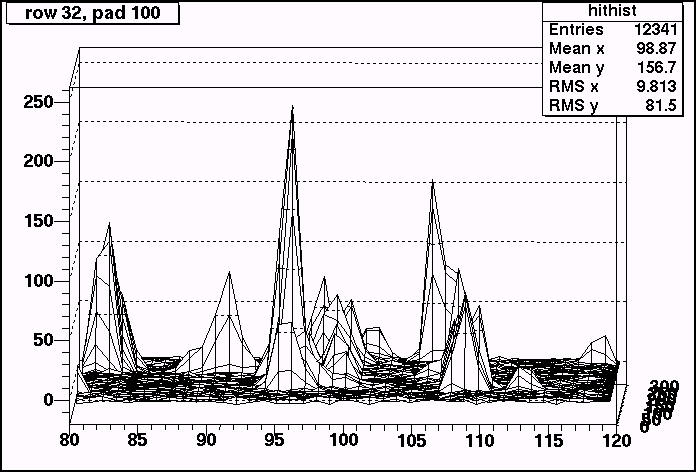 row 32, pad 100
hithist
Entries 12341
Mean x 98.87
Mean y 156.7
RMS x 9.813
RMS y 81.5
250
200
150
100
50
0
300
0
80 85 90 95 100 105 110 115 120